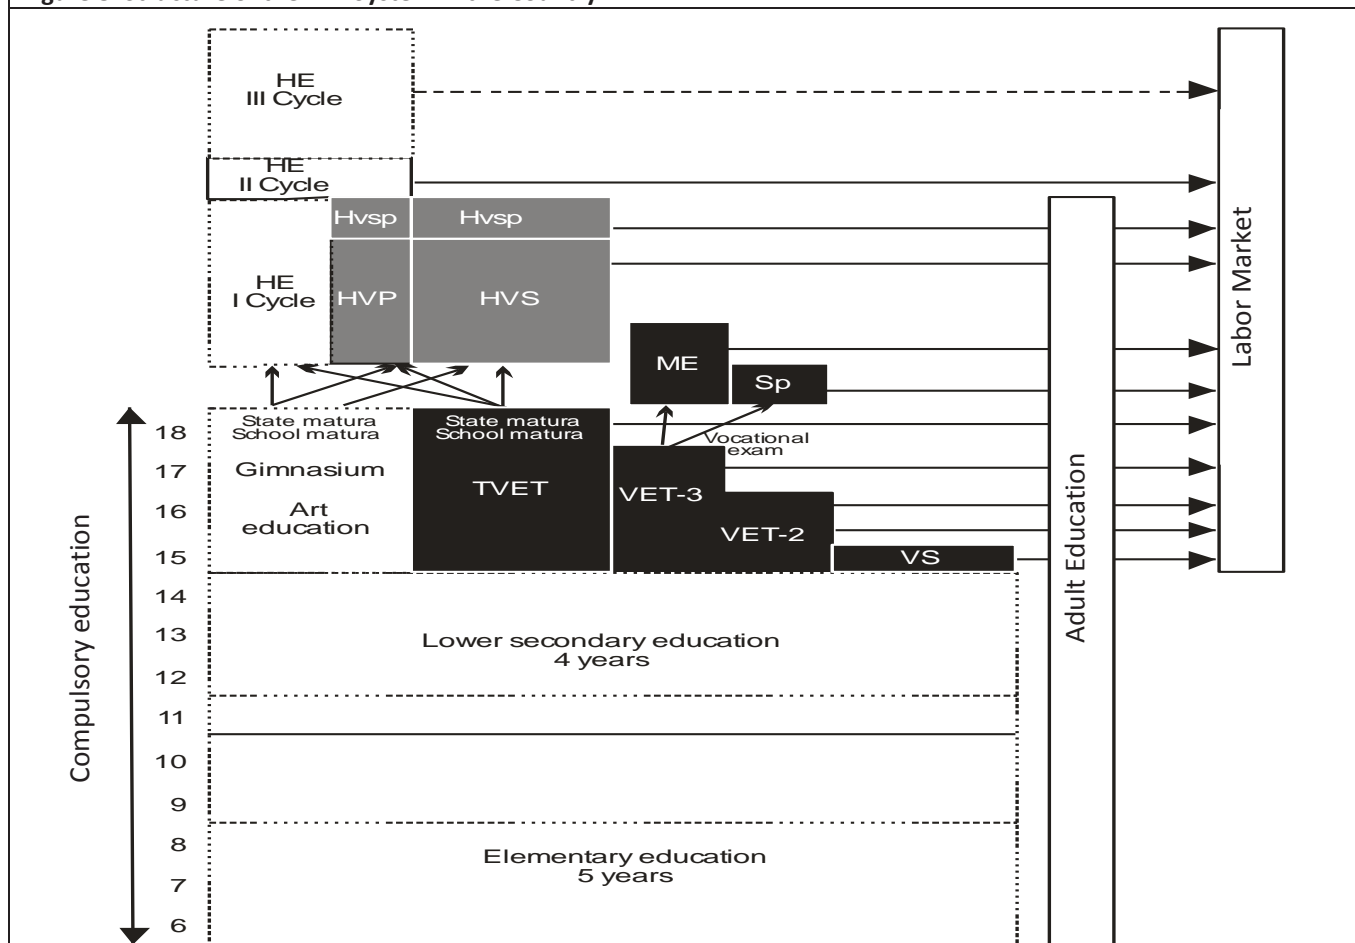 HE
III Cycle
HE
II Cycle
Hvsp
Hvsp
HE
I Cycle
HVP
HVS
ME
Sp
Labor Market
State matura
School matura
State matura
School matura
Vocational
exam
18
17
16
15
14
13
12
11
10
9
8
7
6
Gimnasium
Art
education
TVET
VET-3
VET-2
VS
Compulsory education
Adult Education
Lower secondary education
4 years
Elementary education
5 years